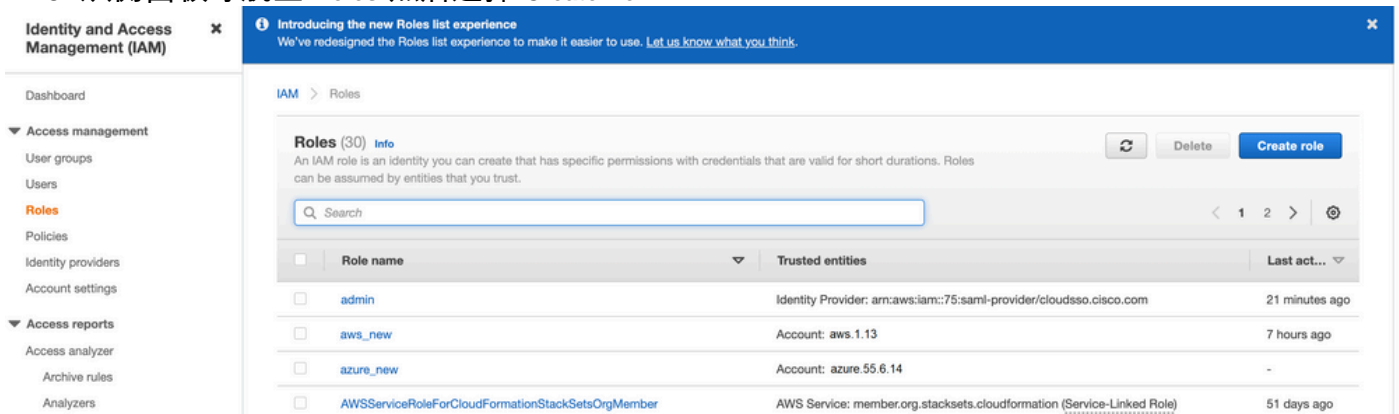 Identity and Access
Management (IAM)
Dashboard
Access management
User groups
Users
Roles
Policies
Identity providers
Account settings
Access reports
Access analyzer
Archive rules
Analyzers
Introducing the new Roles list experience
We've redesigned the Roles list experience to make it easier to use. Let us know what you think.
IAM > Roles
Roles (30) Info
An IAM role is an identity you can create that has specific permissions with credentials that are valid for short durations. Roles
can be assumed by entities that you trust.
Delete
Create role
Search
1 2
Role name Trusted entities Last act...
admin Identity Provider: arn:aws:iam::75:saml-provider/cloudsso.cisco.com 21 minutes ago
aws_new Account: aws.1.13 7 hours ago
azure_new Account: azure.55.6.14 -
AWSServiceRoleForCloudFormationStackSetsOrgMember AWS Service: member.org.stacksets.cloudformation (Service-Linked Role) 51 days ago